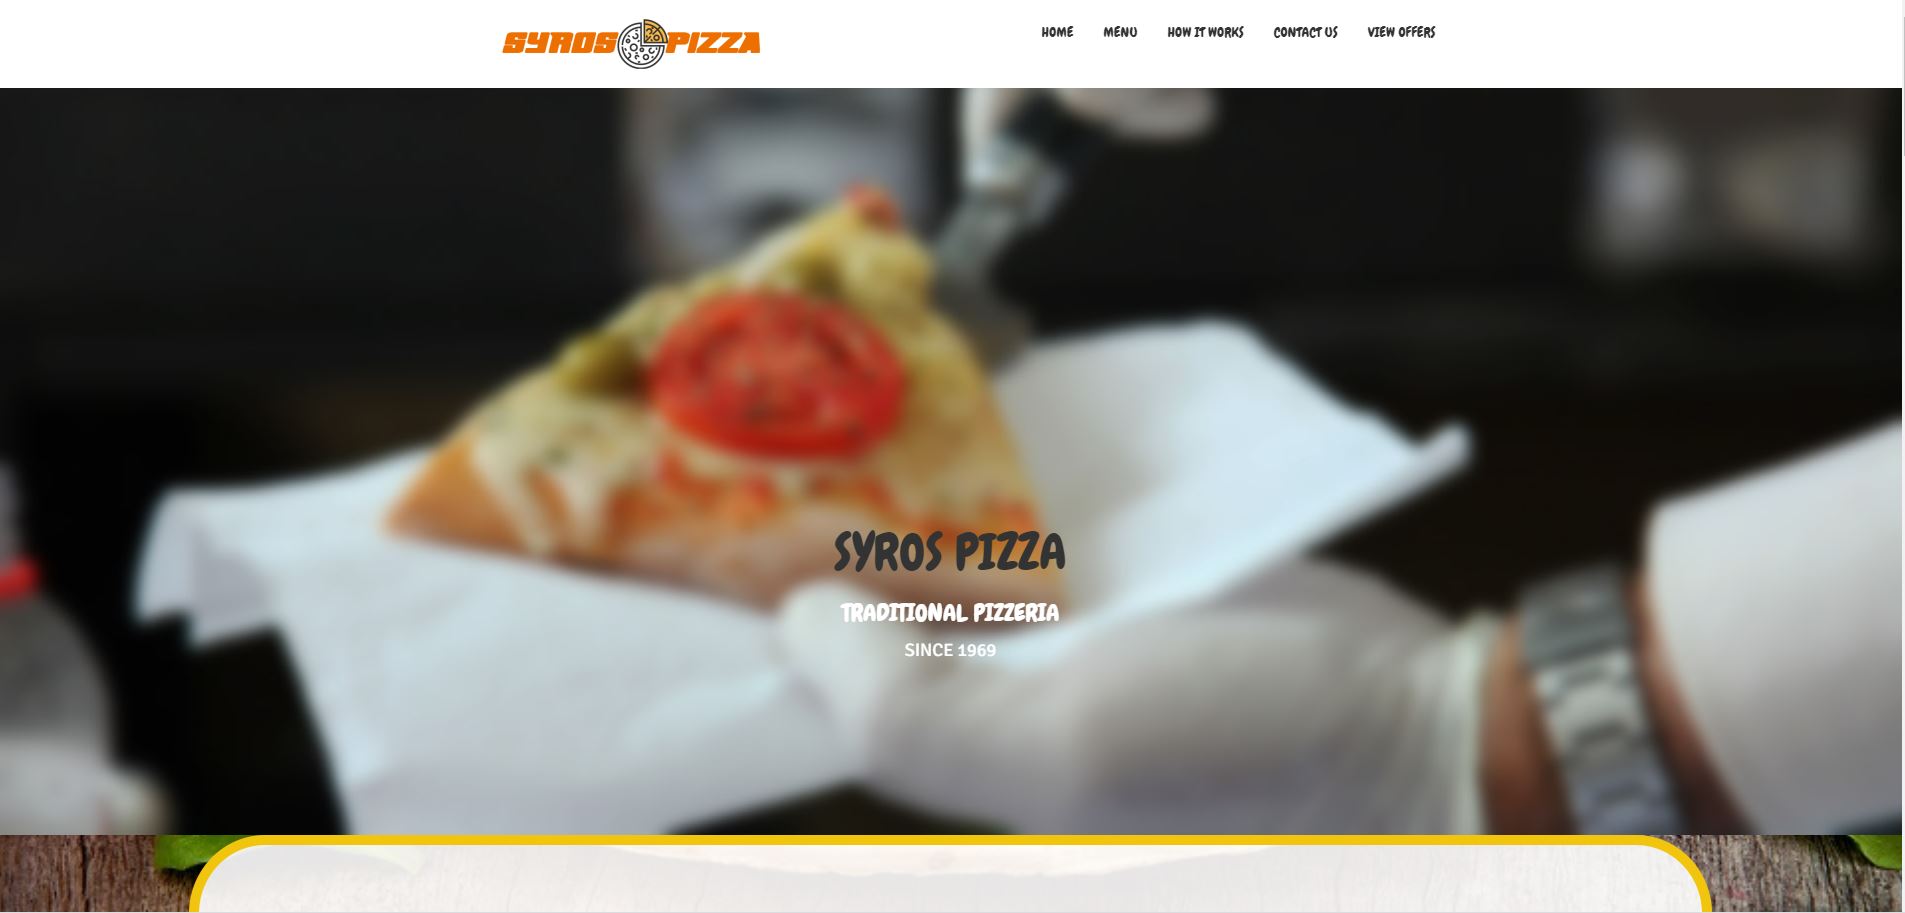 SYROS PIZZA
HOME MENU HOW IT WORKS CONTACT US VIEW OFFERS
SYROS PIZZA
TRADITIONAL PIZZERIA
SINCE 1969